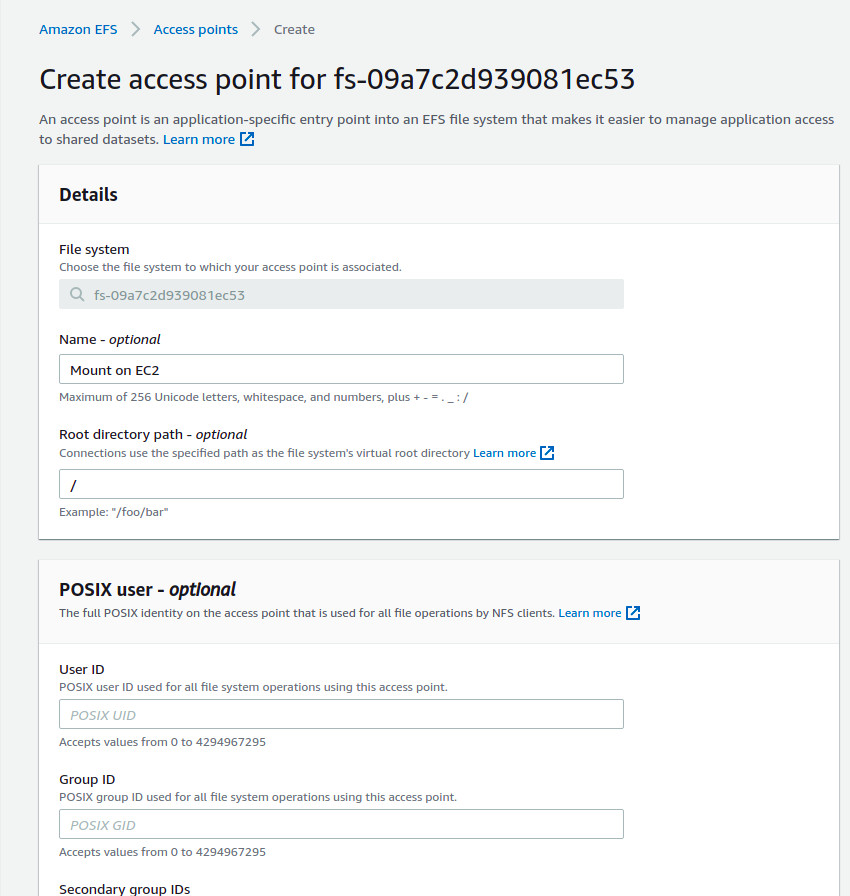 Amazon EFS > Access points > Create
Create access point for fs-09a7c2d939081ec53
An access point is an application-specific entry point into an EFS file system that makes it easier to manage application access
to shared datasets. Learn more
Details
File system
Choose the file system to which your access point is associated.
fs-09a7c2d939081ec53
Name - optional
Mount on EC2
Maximum of 256 Unicode letters, whitespace, and numbers, plus + - = . _ : /
Root directory path - optional
Connections use the specified path as the file system's virtual root directory Learn more
/
Example: "/foo/bar"
POSIX user - optional
The full POSIX identity on the access point that is used for all file operations by NFS clients. Learn more
User ID
POSIX user ID used for all file system operations using this access point.
POSIX UID
Accepts values from 0 to 4294967295
Group ID
POSIX group ID used for all file system operations using this access point.
POSIX GID
Accepts values from 0 to 4294967295
Secondary group IDs